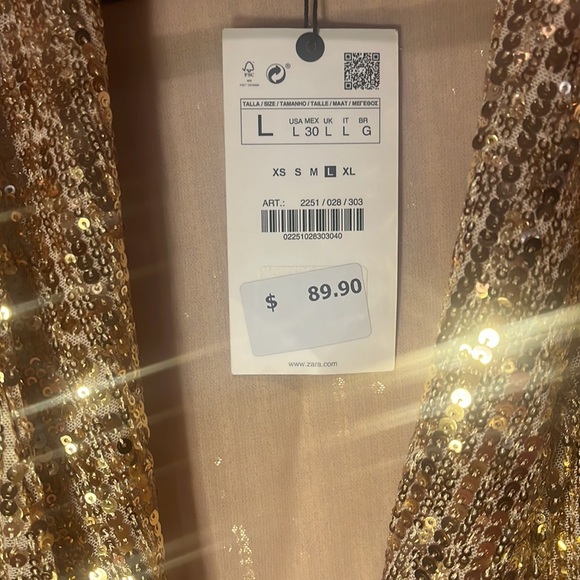 FSC
TALLA / SIZE / TAMANHO / TAILLE / MAAT / ΜΕΓΕΘΟΣ
L USA MEX UK IT BR
L 30 L L G
XS S M L XL
ART.: 2251 / 028 / 303
02251028303040
$ 89.90
www.zara.com